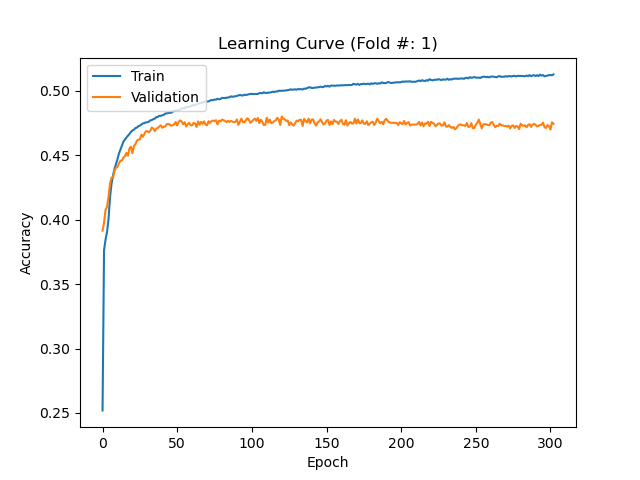 Learning Curve (Fold #: 1)
Train
Validation
0.50
0.45
0.40
0.35
0.30
0.25
Accuracy
0 50 100 150 200 250 300
Epoch